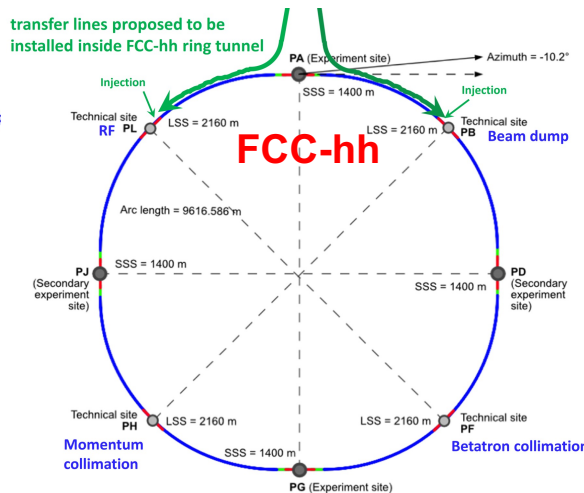 transfer lines proposed to be
installed inside FCC-hh ring tunnel
PA (Experiment site)
Azimuth = -10.2°
Injection
SSS = 1400 m
Injection
Technical site
RF PL
LSS = 2160 m
LSS = 2160 m
Technical site
PB
Beam dump
FCC-hh
Arc length = 9616.586 m
PJ
(Secondary
experiment
site)
SSS = 1400 m
SSS = 1400 m
PD
(Secondary
experiment
site)
Technical site
PH
LSS = 2160 m
LSS = 2160 m
Technical site
PF
Momentum
collimation
SSS = 1400 m
Betatron collimation
PG (Experiment site)